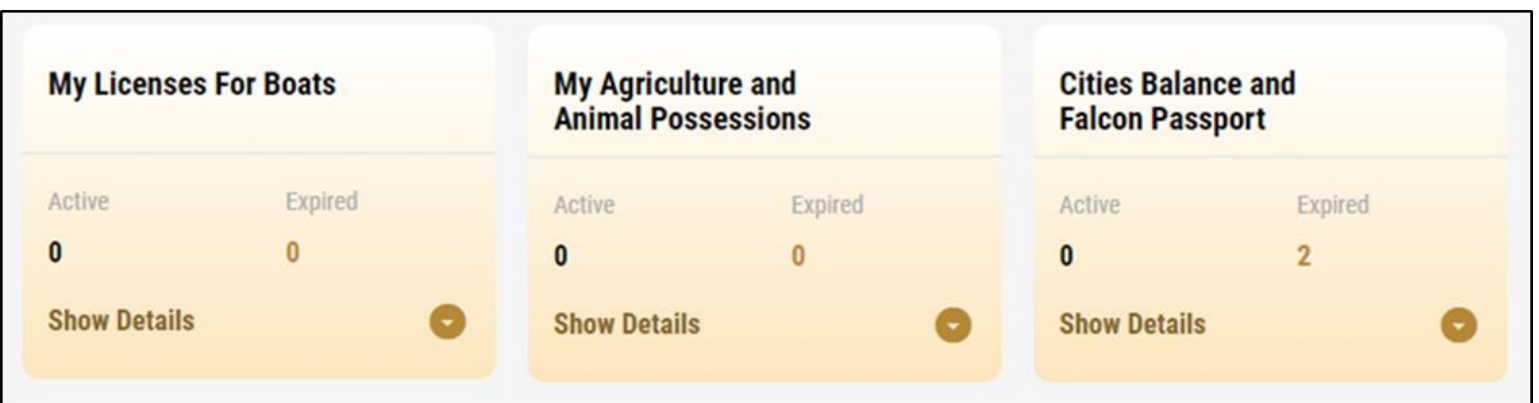 My Licenses For Boats
Active Expired
0 0
Show Details
My Agriculture and
Animal Possessions
Active Expired
0 0
Show Details
Cities Balance and
Falcon Passport
Active Expired
0 2
Show Details